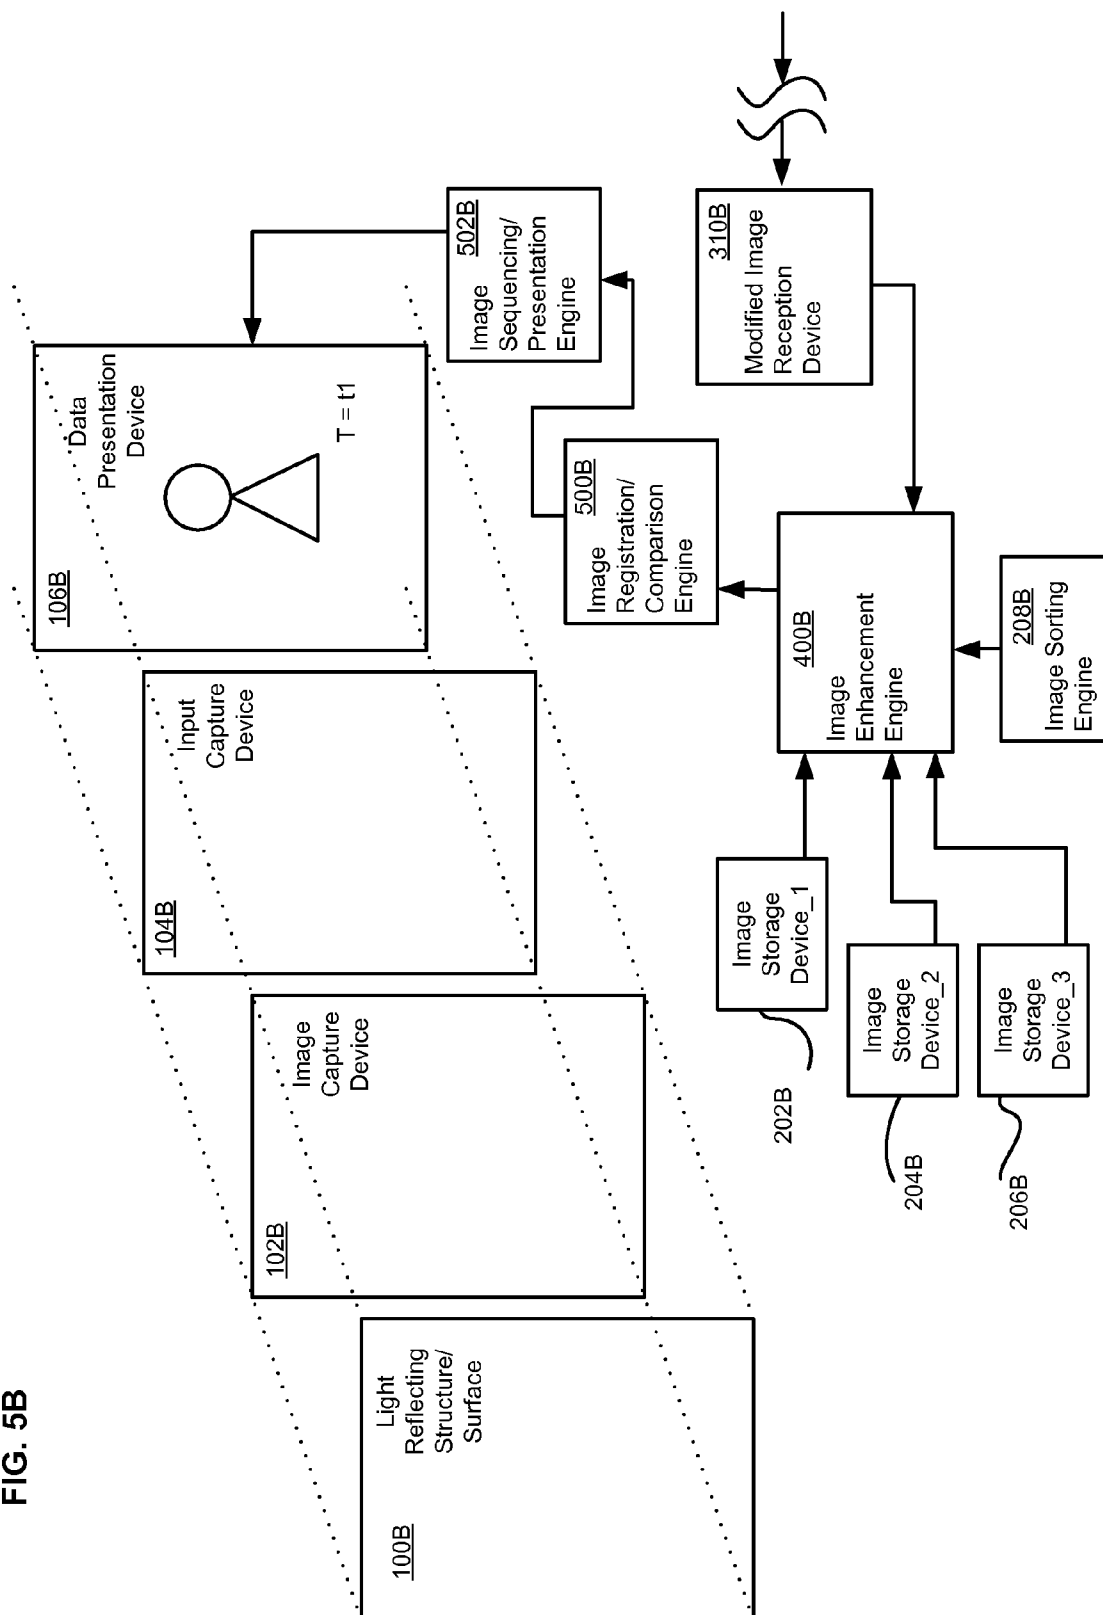 FIG. 5B
100B
Light
Reflecting
Structure/
Surface
102B
Image
Capture
Device
104B
Input
Capture
Device
106B
Data
Presentation
Device
T = t1
502B
Image
Sequencing/
Presentation
Engine
500B
Image
Registration/
Comparison
Engine
310B
Modified Image
Reception
Device
400B
Image
Enhancement
Engine
208B
Image Sorting
Engine
Image
Storage
Device_1
202B
Image
Storage
Device_2
204B
Image
Storage
Device_3
206B